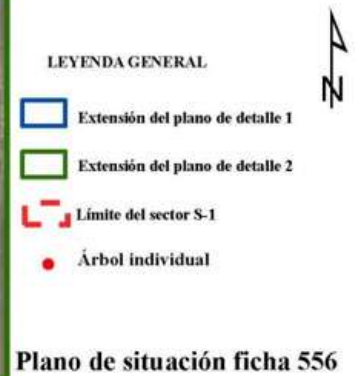 N
LEYENDA GENERAL
Extensión del plano de detalle 1
Extensión del plano de detalle 2
Límite del sector S-1
Árbol individual
Plano de situación ficha 556